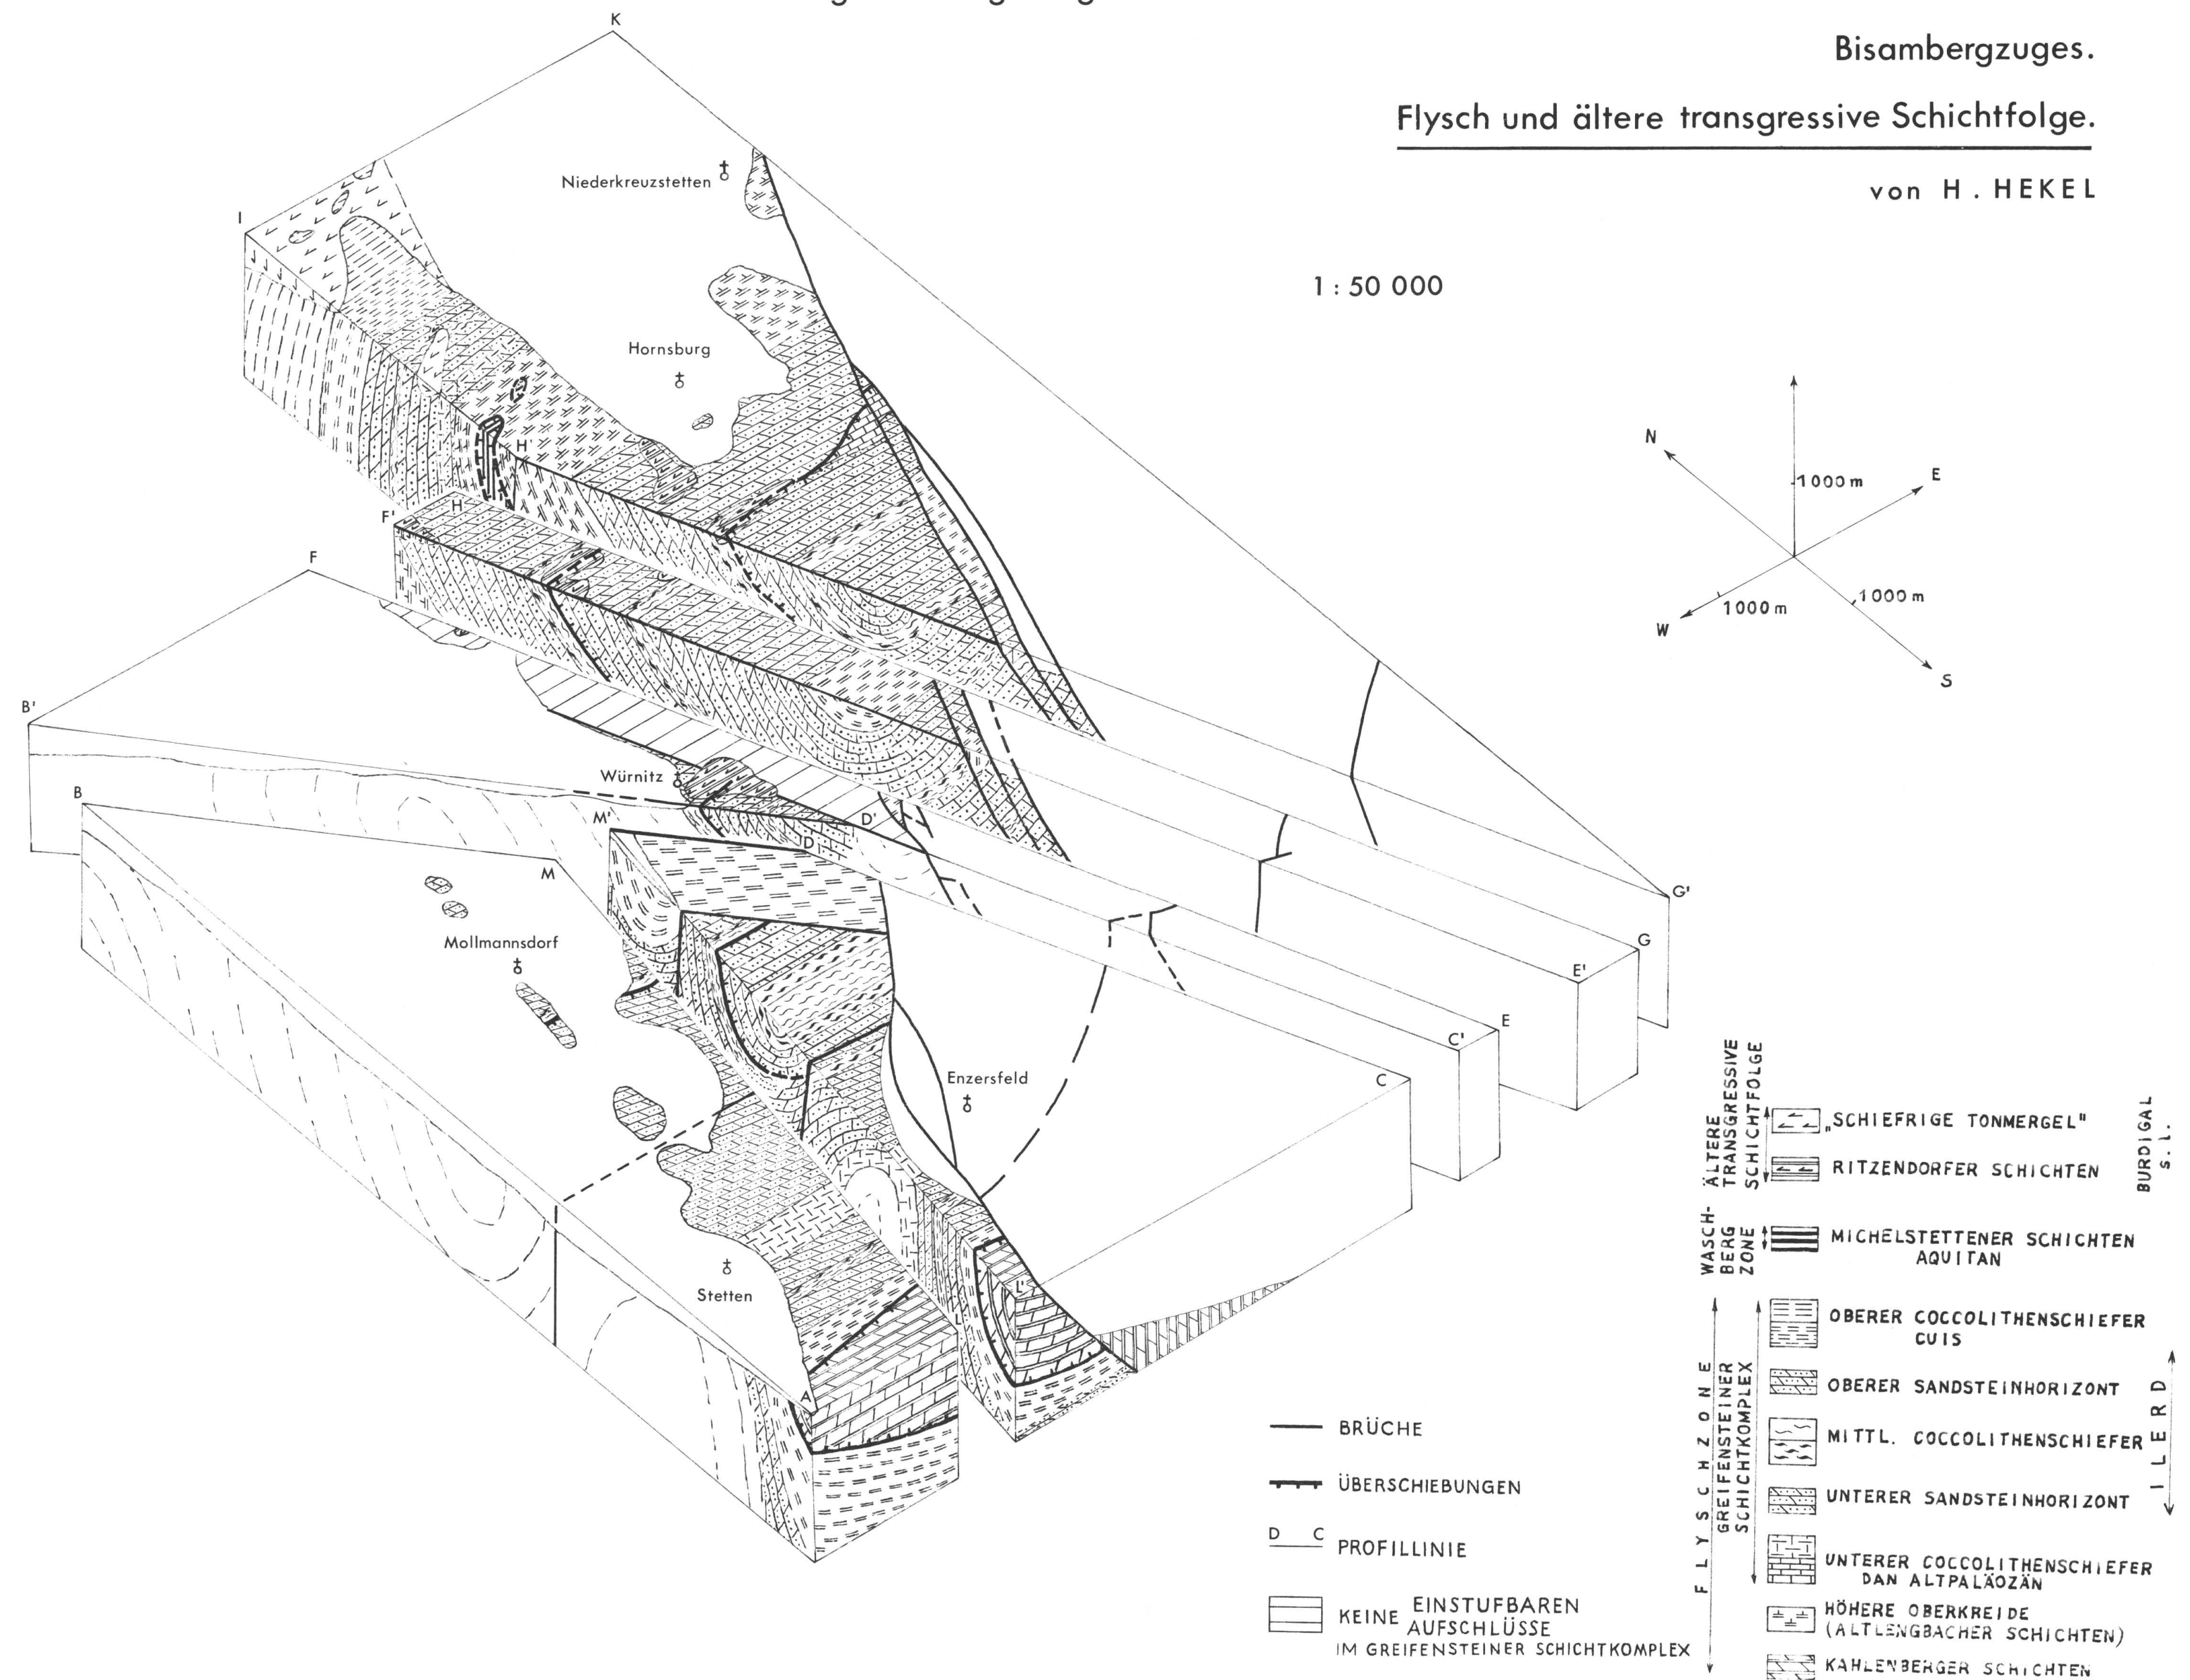 Bisambergzuges.
Flysch und ältere transgressive Schichtfolge.
von H. HEKEL
1 : 50 000
K
Niederkreuzstetten
I
Hornsburg
H'
H
F'
F
B'
B
Würnitz
M'
D'
D
M
Mollmannsdorf
Enzersfeld
Stetten
L'
L
A
G'
G
E'
E
C'
C
N
E
W
S
1000 m
1000 m
1000 m
BRÜCHE
ÜBERSCHIEBUNGEN
D C
PROFILLINIE
KEINE EINSTUFBAREN
AUFSCHLÜSSE
IM GREIFENSTEINER SCHICHTKOMPLEX
ÄLTERE
TRANSGRESSIVE
SCHICHTFOLGE
„SCHIEFRIGE TONMERGEL"
RITZENDORFER SCHICHTEN
BURDIGAL
s. l.
WASCH-
BERG
ZONE
MICHELSTETTENER SCHICHTEN
AQUITAN
FLYSCHZONE
GREIFENSTEINER
SCHICHTKOMPLEX
OBERER COCCOLITHENSCHIEFER
CUIS
OBERER SANDSTEINHORIZONT
MITTL. COCCOLITHENSCHIEFER
UNTERER SANDSTEINHORIZONT
ILERD
UNTERER COCCOLITHENSCHIEFER
DAN ALTPALÄOZÄN
HÖHERE OBERKREIDE
(ALTLENGBACHER SCHICHTEN)
KAHLENBERGER SCHICHTEN